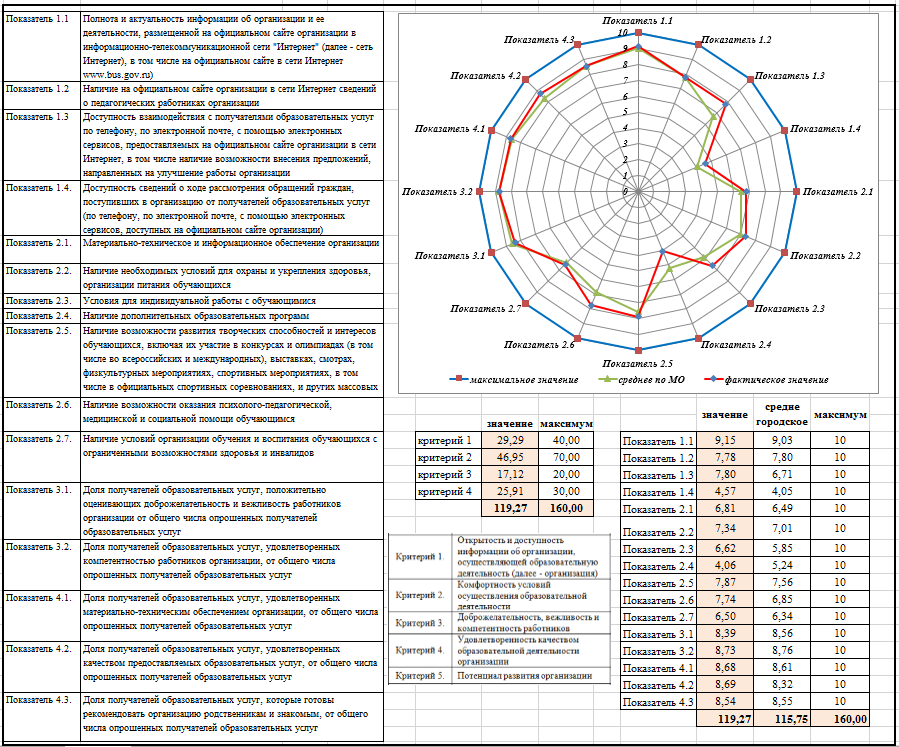 Показатель 1.1
Полнота и актуальность информации об организации и ее
деятельности, размещенной на официальном сайте организации в
информационно-телекоммуникационной сети "Интернет" (далее - сеть
Интернет), в том числе на официальном сайте в сети Интернет
www.bus.gov.ru)
Показатель 1.2
Наличие на официальном сайте организации в сети Интернет сведений
о педагогических работниках организации
Показатель 1.3
Доступность взаимодействия с получателями образовательных услуг
по телефону, по электронной почте, с помощью электронных
сервисов, предоставляемых на официальном сайте организации в сети
Интернет, в том числе наличие возможности внесения предложений,
направленных на улучшение работы организации
Показатель 1.4.
Доступность сведений о ходе рассмотрения обращений граждан,
поступивших в организацию от получателей образовательных услуг
(по телефону, по электронной почте, с помощью электронных
сервисов, доступных на официальном сайте организации)
Показатель 2.1.
Материально-техническое и информационное обеспечение организации
Показатель 2.2.
Наличие необходимых условий для охраны и укрепления здоровья,
организации питания обучающихся
Показатель 2.3.
Условия для индивидуальной работы с обучающимися
Показатель 2.4.
Наличие дополнительных образовательных программ
Показатель 2.5.
Наличие возможности развития творческих способностей и интересов
обучающихся, включая их участие в конкурсах и олимпиадах (в том
числе во всероссийских и международных), выставках, смотрах,
физкультурных мероприятиях, спортивных мероприятиях, в том
числе в официальных спортивных соревнованиях, и других массовых
Показатель 2.6.
Наличие возможности оказания психолого-педагогической,
медицинской и социальной помощи обучающимся
Показатель 2.7.
Наличие условий организации обучения и воспитания обучающихся с
ограниченными возможностями здоровья и инвалидов
Показатель 3.1.
Доля получателей образовательных услуг, положительно
оценивающих доброжелательность и вежливость работников
организации от общего числа опрошенных получателей
образовательных услуг
Показатель 3.2.
Доля получателей образовательных услуг, удовлетворенных
компетентностью работников организации, от общего числа
опрошенных получателей образовательных услуг
Показатель 4.1.
Доля получателей образовательных услуг, удовлетворенных
материально-техническим обеспечением организации, от общего числа
опрошенных получателей образовательных услуг
Показатель 4.2.
Доля получателей образовательных услуг, удовлетворенных
качеством предоставляемых образовательных услуг, от общего числа
опрошенных получателей образовательных услуг
Показатель 4.3.
Доля получателей образовательных услуг, которые готовы
рекомендовать организацию родственникам и знакомым, от общего
числа опрошенных получателей образовательных услуг
Показатель 1.1
Показатель 1.2
Показатель 1.3
Показатель 1.4
Показатель 2.1
Показатель 2.2
Показатель 2.3
Показатель 2.4
Показатель 2.5
Показатель 2.6
Показатель 2.7
Показатель 3.1
Показатель 3.2
Показатель 4.1
Показатель 4.2
Показатель 4.3
10
9
8
7
6
5
4
3
2
1
0
максимальное значение
среднее по МО
фактическое значение
значение максимум
критерий 1 29,29 40,00
критерий 2 46,95 70,00
критерий 3 17,12 20,00
критерий 4 25,91 30,00
119,27 160,00
Критерий 1.
Открытость и доступность
информации об организации,
осуществляющей образовательную
деятельность (далее - организация)
Критерий 2.
Комфортность условий
осуществления образовательной
деятельности
Критерий 3.
Доброжелательность, вежливость и
компетентность работников
Критерий 4.
Удовлетворенность качеством
образовательной деятельности
организации
Критерий 5.
Потенциал развития организации
значение
средне
городское
максимум
Показатель 1.1 9,15 9,03 10
Показатель 1.2 7,78 7,80 10
Показатель 1.3 7,80 6,71 10
Показатель 1.4 4,57 4,05 10
Показатель 2.1 6,81 6,49 10
Показатель 2.2 7,34 7,01 10
Показатель 2.3 6,62 5,85 10
Показатель 2.4 4,06 5,24 10
Показатель 2.5 7,87 7,56 10
Показатель 2.6 7,74 6,85 10
Показатель 2.7 6,50 6,34 10
Показатель 3.1 8,39 8,56 10
Показатель 3.2 8,73 8,76 10
Показатель 4.1 8,68 8,61 10
Показатель 4.2 8,69 8,32 10
Показатель 4.3 8,54 8,55 10
119,27 115,75 160,00